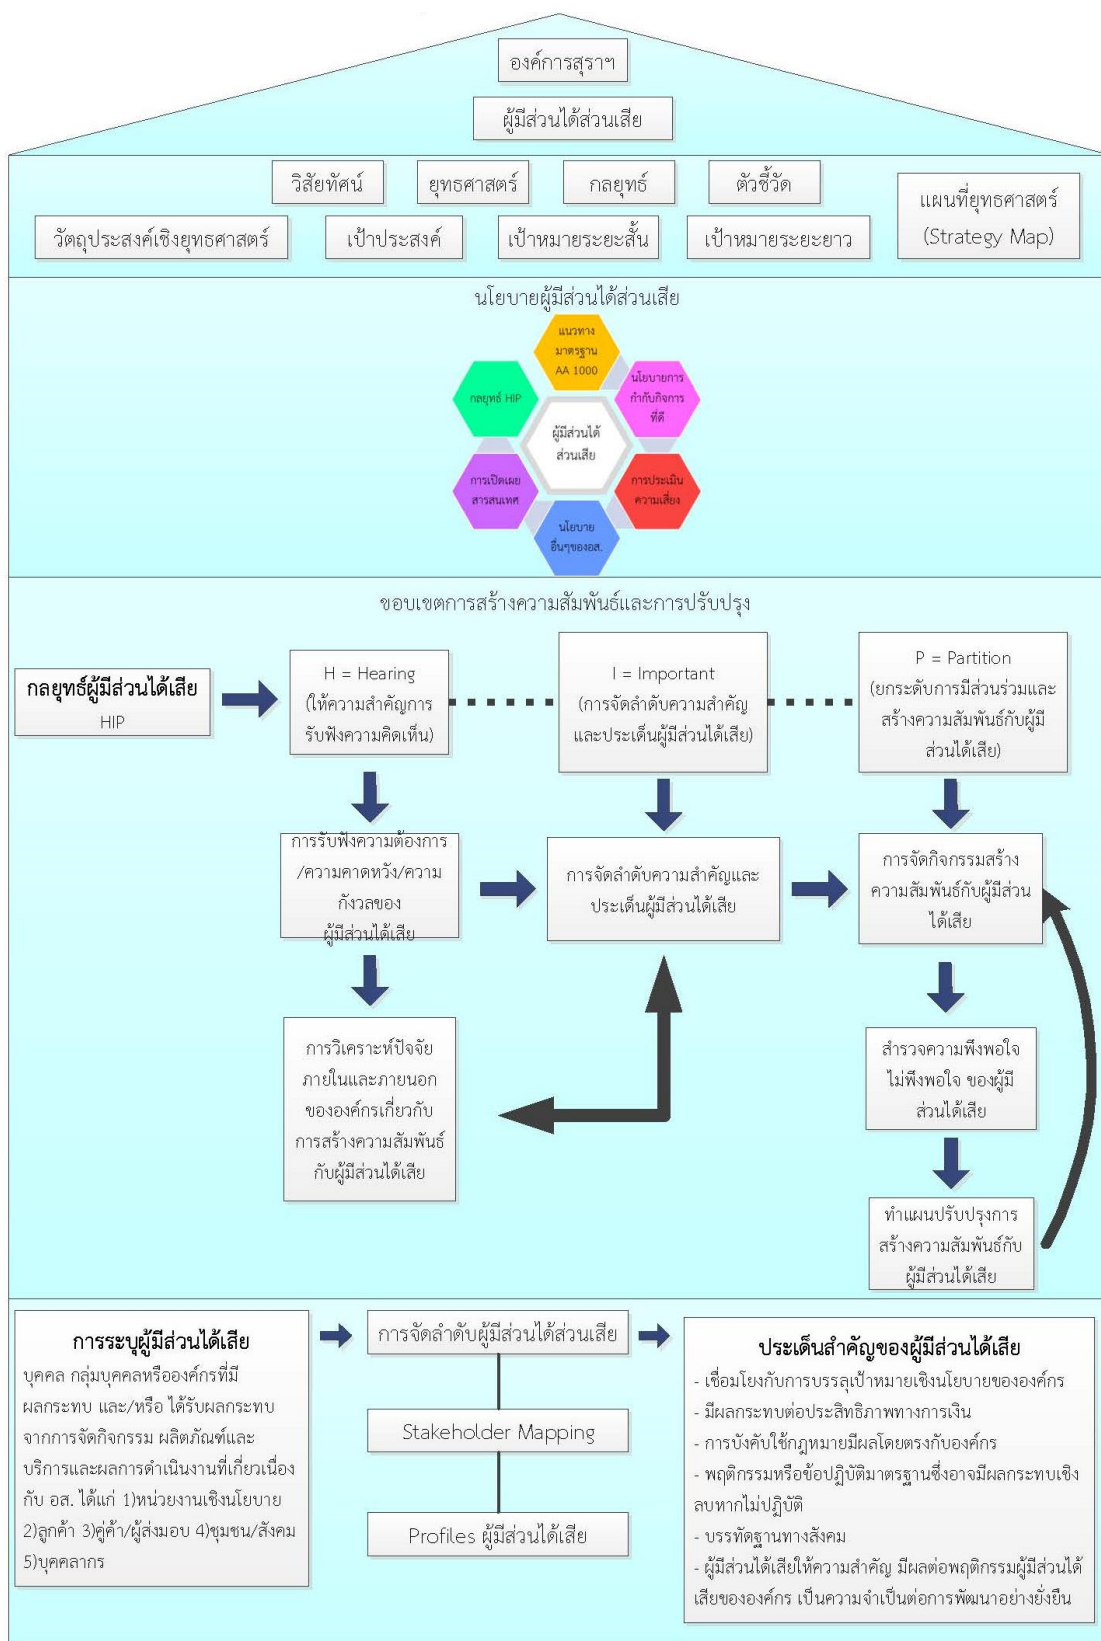 องค์การสุราฯ
ผู้มีส่วนได้ส่วนเสีย
วิสัยทัศน์
ยุทธศาสตร์
กลยุทธ์
ตัวชี้วัด
แผนที่ยุทธศาสตร์
(Strategy Map)
วัตถุประสงค์เชิงยุทธศาสตร์
เป้าประสงค์
เป้าหมายระยะสั้น
เป้าหมายระยะยาว
นโยบายผู้มีส่วนได้ส่วนเสีย
แนวทาง
มาตรฐาน
AA 1000
กลยุทธ์ HIP
นโยบายการ
กำกับกิจการ
ที่ดี
ผู้มีส่วนได้
ส่วนเสีย
การเปิดเผย
สารสนเทศ
การประเมิน
ความเสี่ยง
นโยบาย
อื่นๆของอส.
ขอบเขตการสร้างความสัมพันธ์และการปรับปรุง
กลยุทธ์ผู้มีส่วนได้เสีย
HIP
H = Hearing
(ให้ความสำคัญการ
รับฟังความคิดเห็น)
I = Important
(การจัดลำดับความสำคัญ
และประเด็นผู้มีส่วนได้เสีย)
P = Partition
(ยกระดับการมีส่วนร่วมและ
สร้างความสัมพันธ์กับผู้มี
ส่วนได้เสีย)
การรับฟังความต้องการ
/ความคาดหวัง/ความ
กังวลของ
ผู้มีส่วนได้เสีย
การจัดลำดับความสำคัญและ
ประเด็นผู้มีส่วนได้เสีย
การจัดกิจกรรมสร้าง
ความสัมพันธ์กับผู้มีส่วน
ได้เสีย
การวิเคราะห์ปัจจัย
ภายในและภายนอก
ขององค์กรเกี่ยวกับ
การสร้างความสัมพันธ์
กับผู้มีส่วนได้เสีย
สำรวจความพึงพอใจ
ไม่พึงพอใจ ของผู้มี
ส่วนได้เสีย
ทำแผนปรับปรุงการ
สร้างความสัมพันธ์กับ
ผู้มีส่วนได้เสีย
การระบุผู้มีส่วนได้เสีย
บุคคล กลุ่มบุคคลหรือองค์กรที่มี
ผลกระทบ และ/หรือ ได้รับผลกระทบ
จากการจัดกิจกรรม ผลิตภัณฑ์และ
บริการและผลการดำเนินงานที่เกี่ยวเนื่อง
กับ อส. ได้แก่ 1)หน่วยงานเชิงนโยบาย
2)ลูกค้า 3)คู่ค้า/ผู้ส่งมอบ 4)ชุมชน/สังคม
5)บุคคลากร
การจัดลำดับผู้มีส่วนได้ส่วนเสีย
Stakeholder Mapping
Profiles ผู้มีส่วนได้เสีย
ประเด็นสำคัญของผู้มีส่วนได้เสีย
- เชื่อมโยงกับการบรรลุเป้าหมายเชิงนโยบายขององค์กร
- มีผลกระทบต่อประสิทธิภาพทางการเงิน
- การบังคับใช้กฎหมายมีผลโดยตรงกับองค์กร
- พฤติกรรมหรือข้อปฏิบัติมาตรฐานซึ่งอาจมีผลกระทบเชิง
ลบหากไม่ปฏิบัติ
- บรรทัดฐานทางสังคม
- ผู้มีส่วนได้เสียให้ความสำคัญ มีผลต่อพฤติกรรมผู้มีส่วนได้
เสียขององค์กร เป็นความจำเป็นต่อการพัฒนาอย่างยั่งยืน